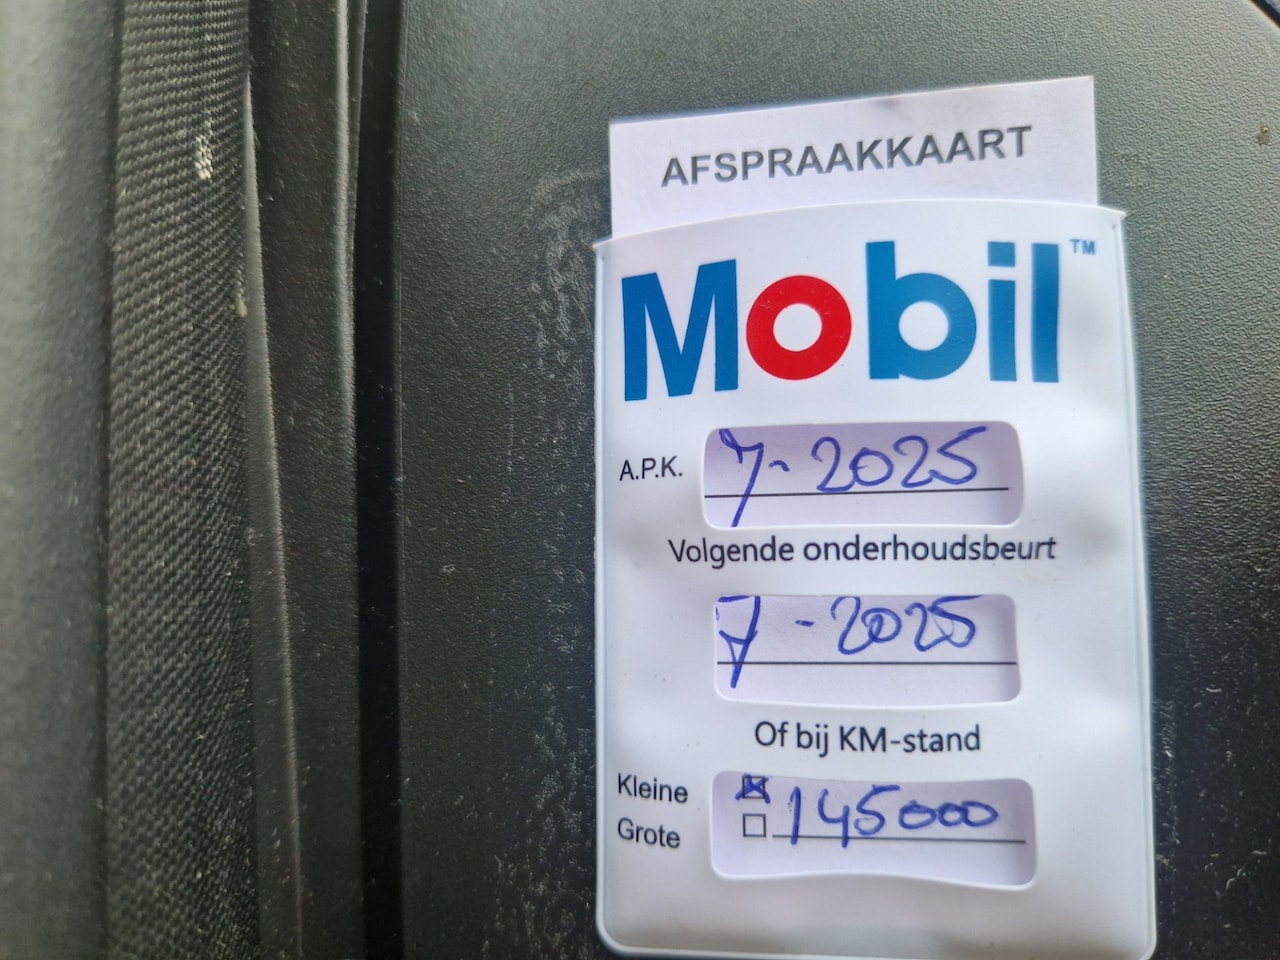 AFSPRAAKKAART
Mobil™
A.P.K. 7-2025
Volgende onderhoudsbeurt
7-2025
Of bij KM-stand
Kleine ☒ 145000
Grote ☐